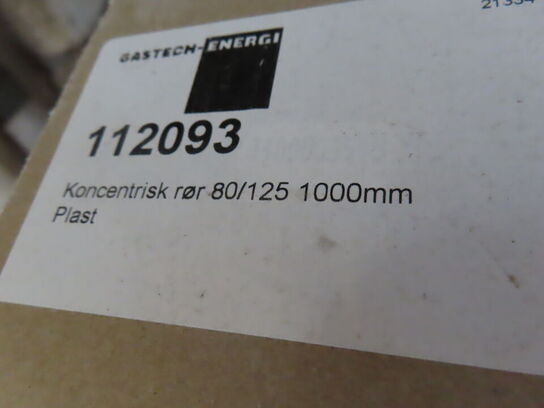 GASTECH-ENERGI
112093
Koncentrisk rør 80/125 1000mm
Plast